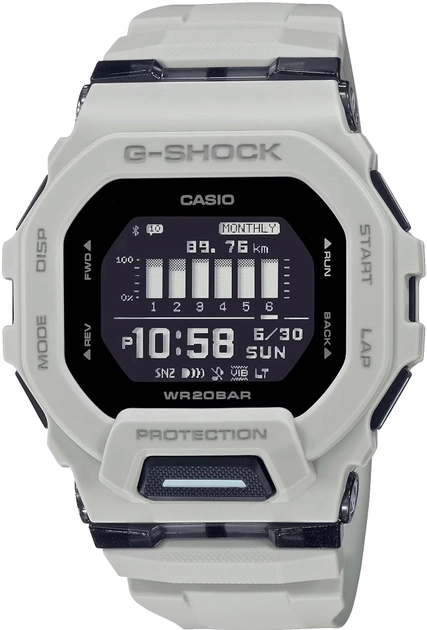 G-SHOCK
CASIO
MONTHLY
89.76 km
100
0%
1 2 3 4 5 6
P 10:58 6/30
SUN
SNZ VIB LT
WR20BAR
PROTECTION
DISP
MODE
FWD
REV
RUN
BACK
START
LAP